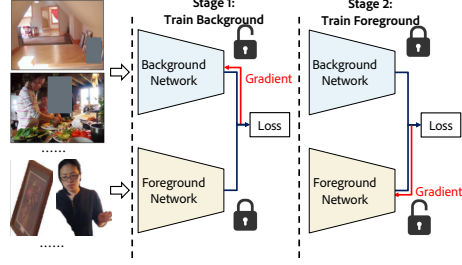 Stage 1:
Train Background
Stage 2:
Train Foreground
Background
Network
Gradient
Loss
Foreground
Network
Background
Network
Loss
Foreground
Network
Gradient
......
......